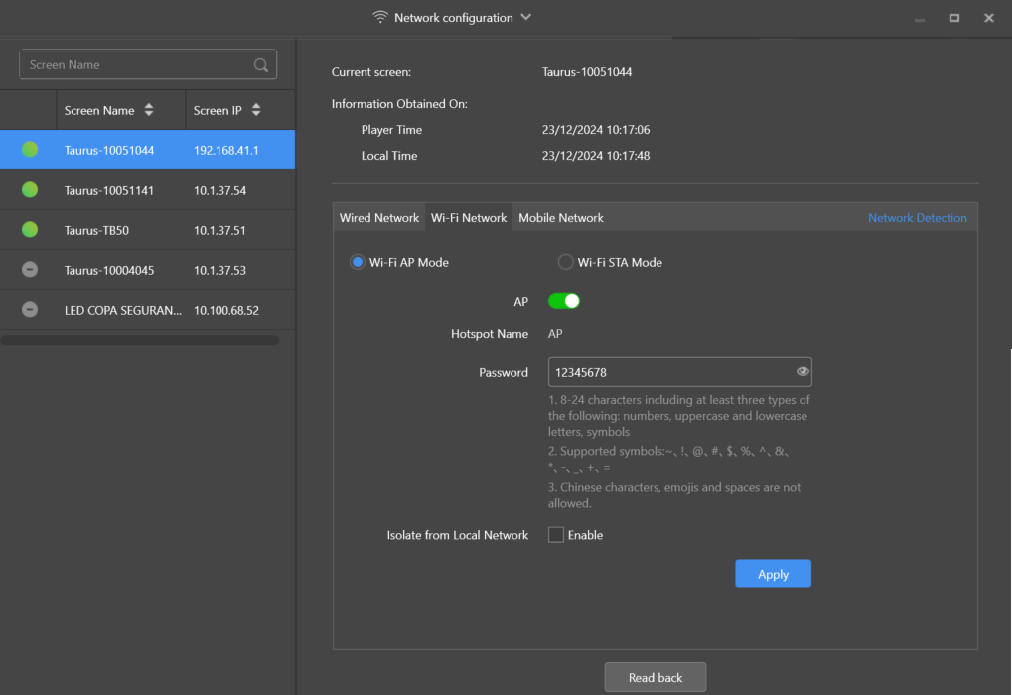 Network configuration
Screen Name
Screen Name Screen IP
Taurus-10051044 192.168.41.1
Taurus-10051141 10.1.37.54
Taurus-TB50 10.1.37.51
Taurus-10004045 10.1.37.53
LED COPA SEGURAN... 10.100.68.52
Current screen: Taurus-10051044
Information Obtained On:
Player Time 23/12/2024 10:17:06
Local Time 23/12/2024 10:17:48
Wired Network Wi-Fi Network Mobile Network Network Detection
Wi-Fi AP Mode Wi-Fi STA Mode
AP
Hotspot Name AP
Password 12345678
1. 8-24 characters including at least three types of
the following: numbers, uppercase and lowercase
letters, symbols
2. Supported symbols:~、!、@、#、$、%、^、&、
*、-、_、+、=
3. Chinese characters, emojis and spaces are not
allowed.
Isolate from Local Network Enable
Apply
Read back